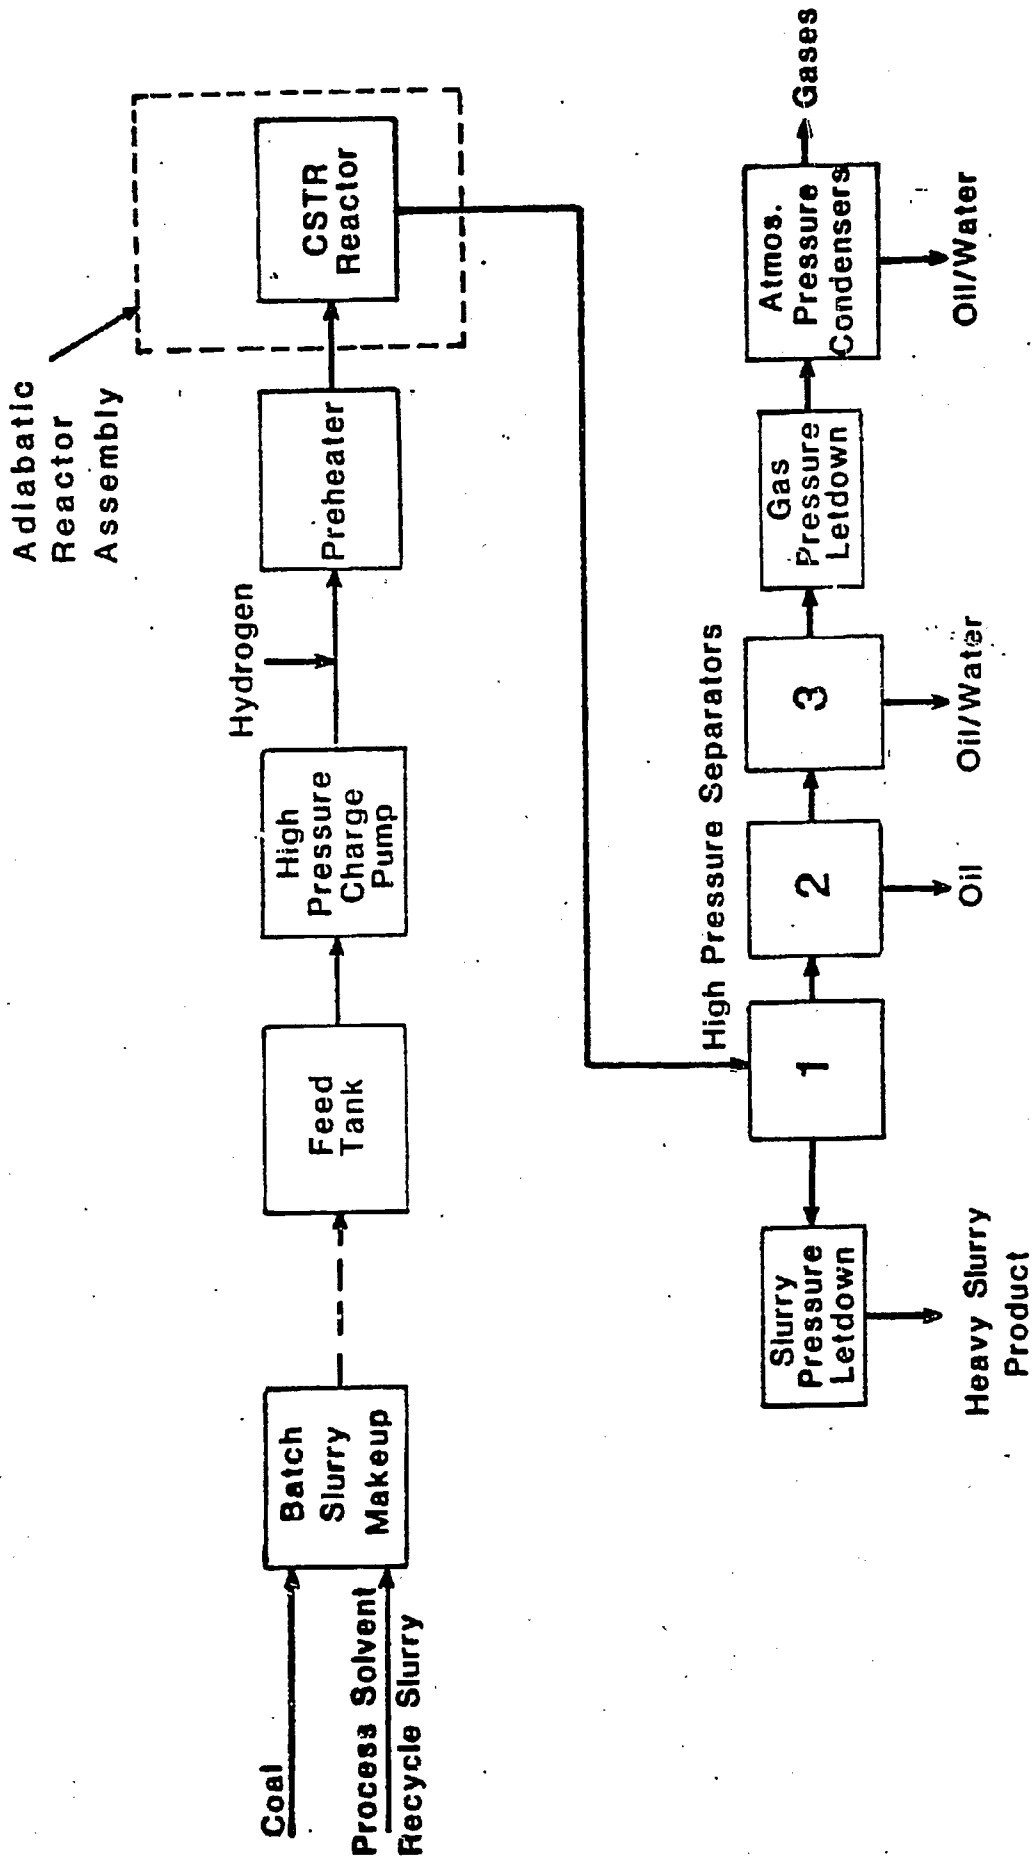 Adiabatic
Reactor
Assembly
Coal
Process Solvent
Recycle Slurry
Batch
Slurry
Makeup
Feed
Tank
High
Pressure
Charge
Pump
Hydrogen
Preheater
CSTR
Reactor
High Pressure Separators
Slurry
Pressure
Letdown
Heavy Slurry
Product
1
2
Oil
3
Oil/Water
Gas
Pressure
Letdown
Atmos.
Pressure
Condensers
Oil/Water
Gases